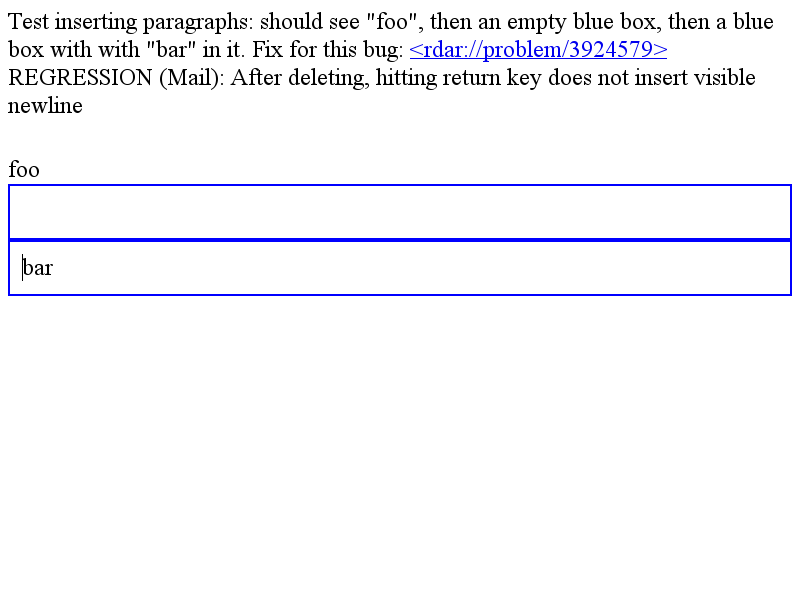 Test inserting paragraphs: should see "foo", then an empty blue box, then a blue
box with with "bar" in it. Fix for this bug: <rdar://problem/3924579>
REGRESSION (Mail): After deleting, hitting return key does not insert visible
newline
foo
bar